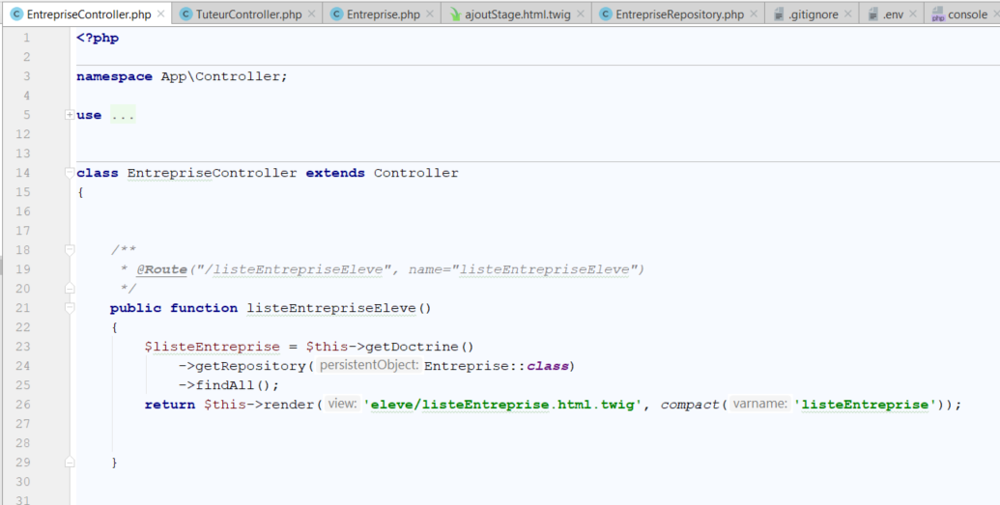 EntrepriseController.php × TuteurController.php × Entreprise.php × ajoutStage.html.twig × EntrepriseRepository.php × .gitignore × .env × console ×
1 <?php
2
3 namespace App\Controller;
4
5 use ...
12
13
14 class EntrepriseController extends Controller
15 {
16
17
18 /**
19 * @Route("/listeEntrepriseEleve", name="listeEntrepriseEleve")
20 */
21 public function listeEntrepriseEleve()
22 {
23 $listeEntreprise = $this->getDoctrine()
24 ->getRepository( persistentObject: Entreprise::class)
25 ->findAll();
26 return $this->render( view: 'eleve/listeEntreprise.html.twig', compact( varname: 'listeEntreprise'));
27
28
29 }
30
31